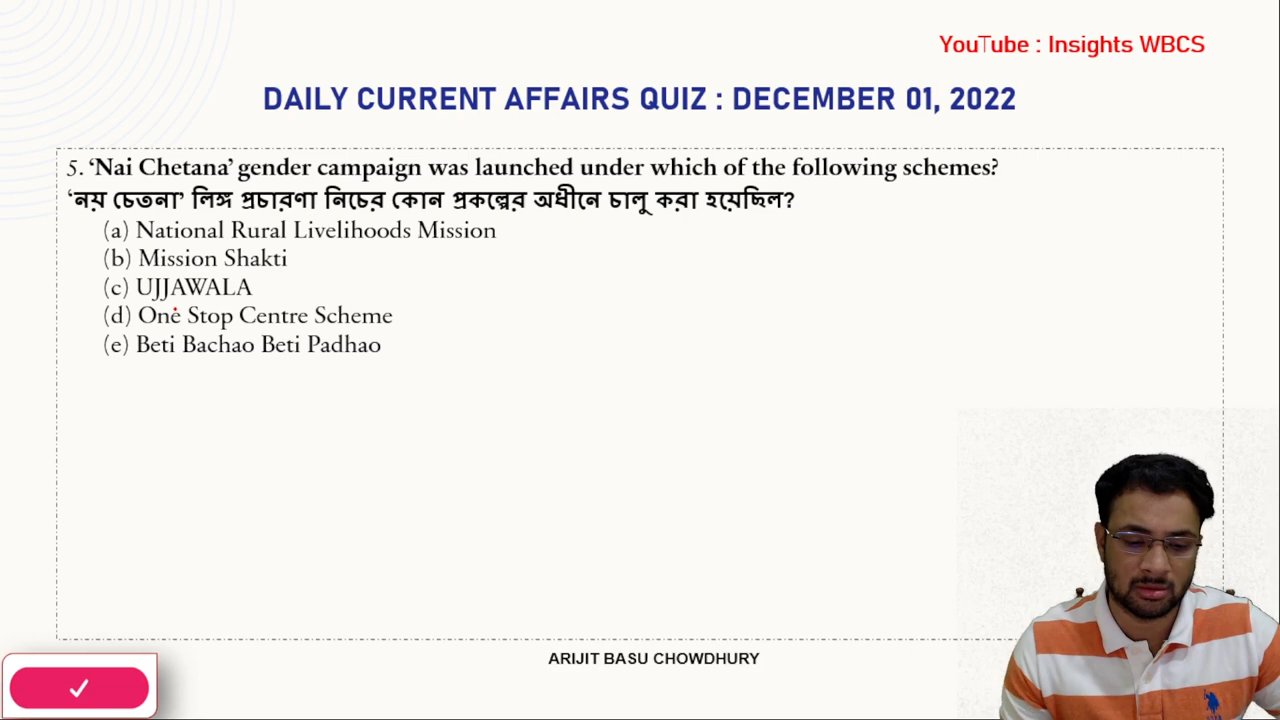 YouTube : Insights WBCS
DAILY CURRENT AFFAIRS QUIZ : DECEMBER 01, 2022
5. ‘Nai Chetana’ gender campaign was launched under which of the following schemes?
‘নয় চেতনা’ লিঙ্গ প্রচারণা নিচের কোন প্রকল্পের অধীনে চালু করা হয়েছিল?
(a) National Rural Livelihoods Mission
(b) Mission Shakti
(c) UJJAWALA
(d) One Stop Centre Scheme
(e) Beti Bachao Beti Padhao
ARIJIT BASU CHOWDHURY